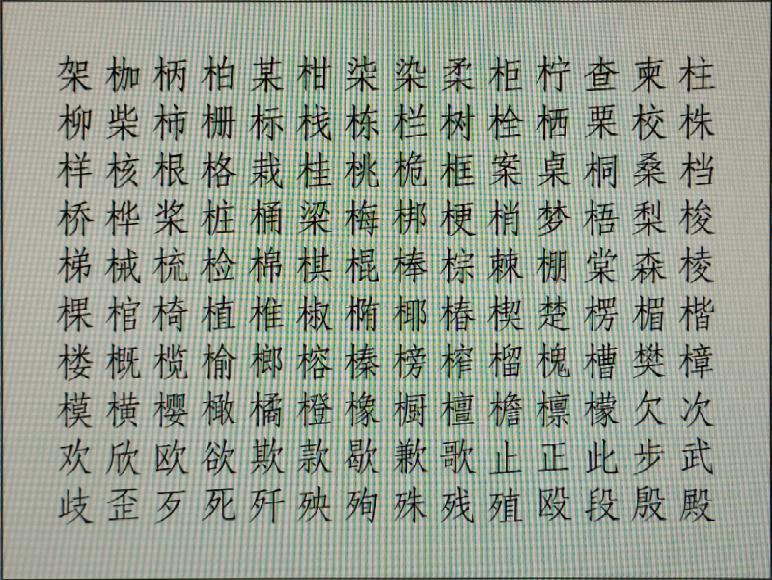 架枷柄柏某柑柒染柔柜柠查柬柱
柳柴柿栅标栈栋栏树栓栖栗校株
样核根格栽桂桃桅框案桌桐桑档
桥桦桨桩桶梁梅梆梗梢梦梧梨梭
梯械梳检棉棋棍棒棕棘棚棠森棱
棵棺椅植椎椒椭椰椿楔楚楞楣楷
楼概榄榆榔榕榛榜榨榴槐槽樊樟
模横樱橄橘橙橡橱檀檐檩檬欠次
欢欣欧欲欺款歇歉歌止正此步武
歧歪歹死歼殃殉殊残殖殴段殷殿